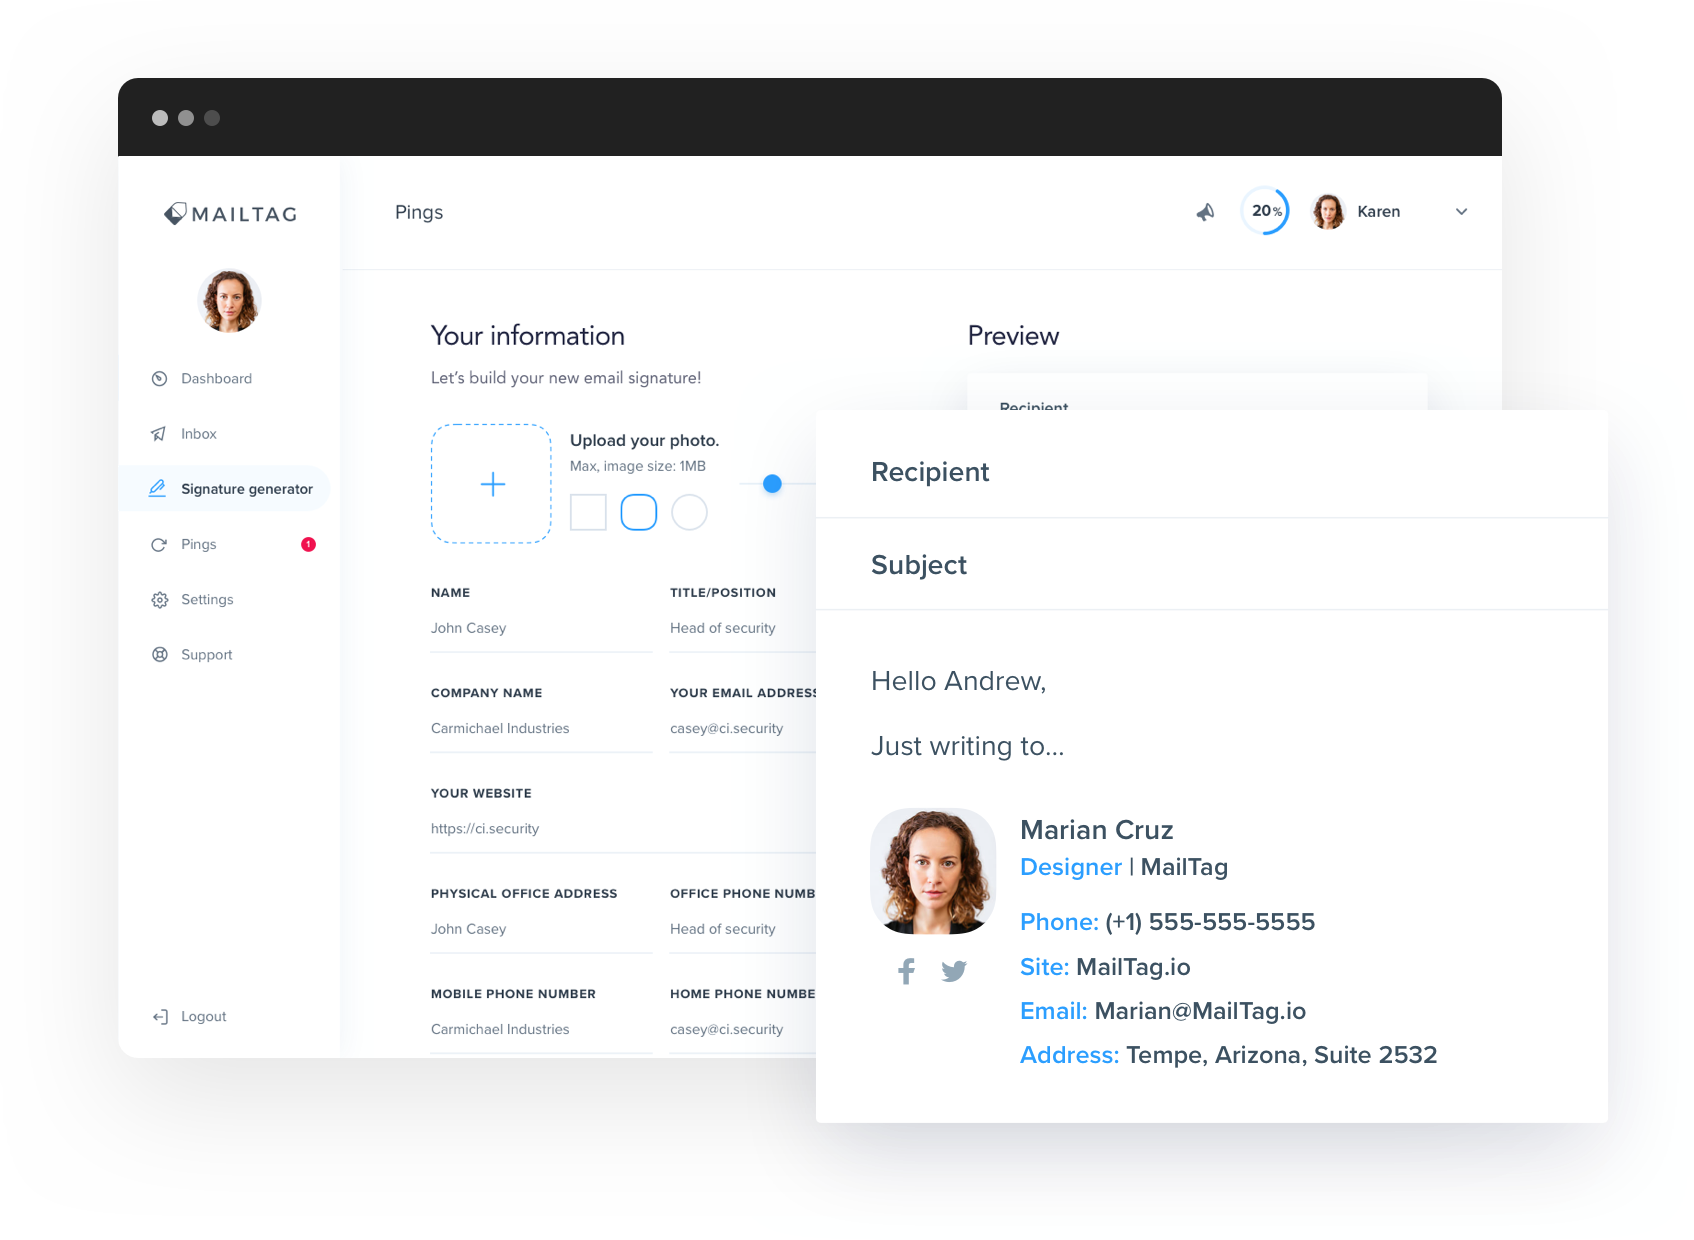 MAILTAG
Pings
20%
Karen
Dashboard
Inbox
Signature generator
Pings
1
Settings
Support
Logout
Your information
Let's build your new email signature!
Upload your photo.
Max, image size: 1MB
NAME
TITLE/POSITION
John Casey
Head of security
COMPANY NAME
YOUR EMAIL ADDRESS
Carmichael Industries
casey@ci.security
YOUR WEBSITE
https://ci.security
PHYSICAL OFFICE ADDRESS
OFFICE PHONE NUMB
John Casey
Head of security
MOBILE PHONE NUMBER
HOME PHONE NUMBE
Carmichael Industries
casey@ci.security
Preview
Recipient
Recipient
Subject
Hello Andrew,
Just writing to...
Marian Cruz
Designer | MailTag
Phone: (+1) 555-555-5555
Site: MailTag.io
Email: Marian@MailTag.io
Address: Tempe, Arizona, Suite 2532